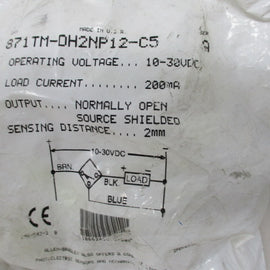 MADE IN U.S.A.
871TM-DH2NP12-C5
OPERATING VOLTAGE... 10-30VDC
LOAD CURRENT........ 200mA
OUTPUT.... NORMALLY OPEN
SOURCE SHIELDED
SENSING DISTANCE.... 2mm
10-30VDC
BRN
BLK
LOAD
BLUE
CE